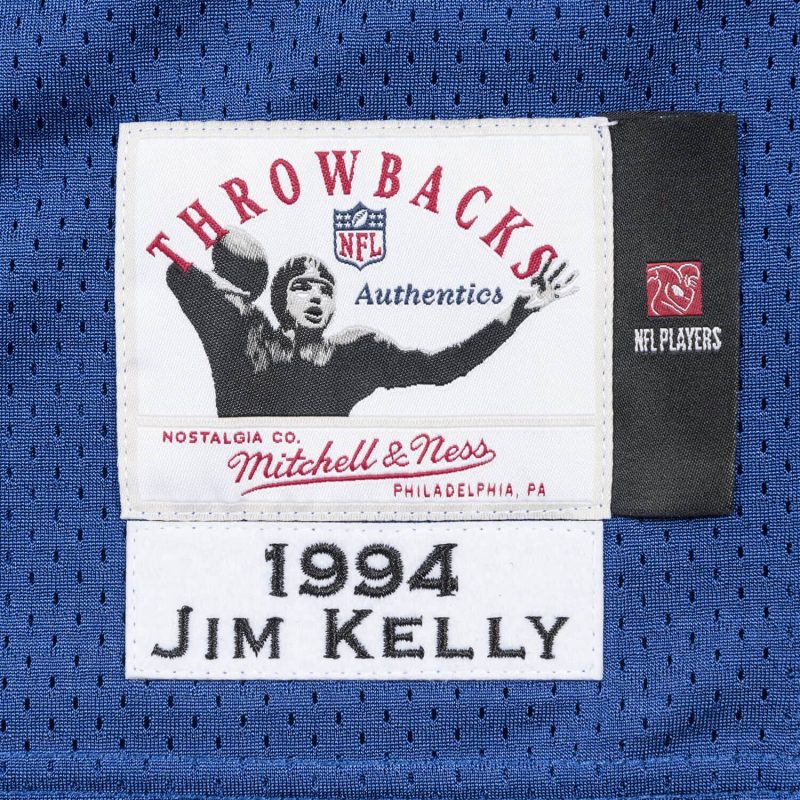 THROWBACKS
NFL
Authentics
NFL PLAYERS
NOSTALGIA CO.
Mitchell & Ness
PHILADELPHIA, PA
1994
JIM KELLY